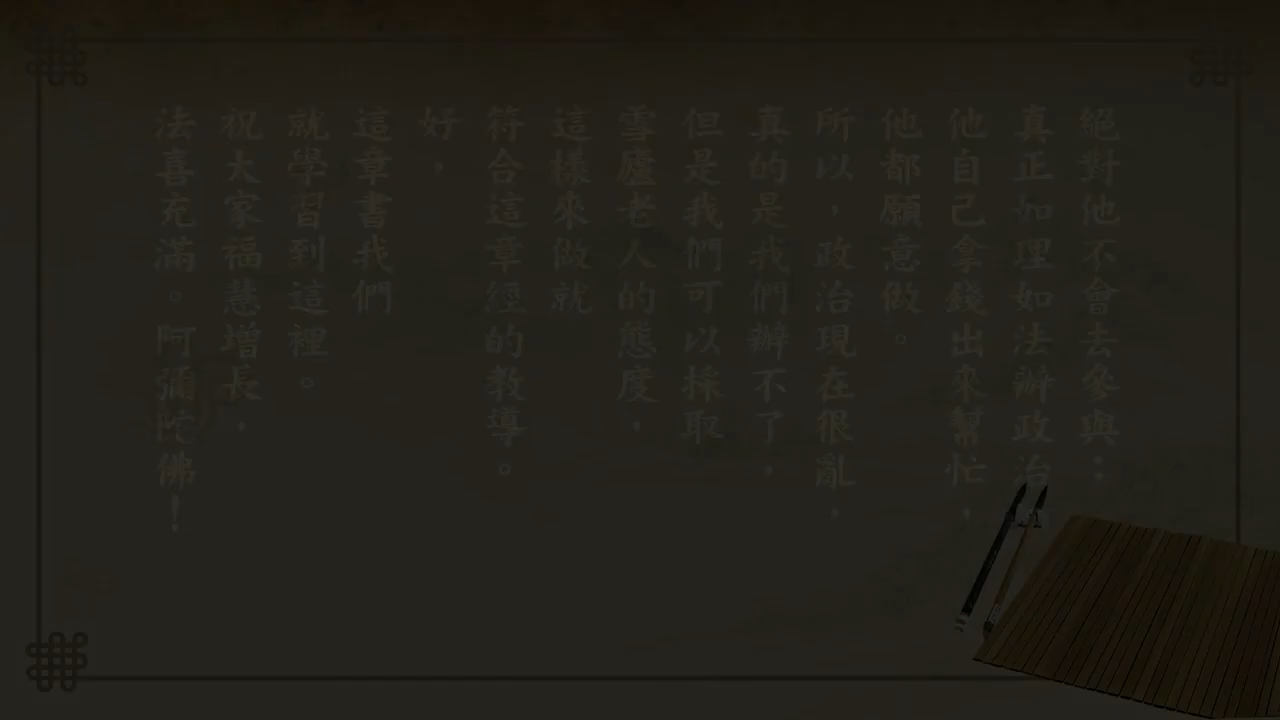 絕對他不會去參與：
真正如理如法辦政治
他自己拿錢出來幫忙，
他都願意做。
所以，政治現在很亂，
真的是我們辦不了，
但是我們可以採取
雪廬老人的態度，
這樣來做就
符合這章經的教導。
好，
這章書我們
就學習到這裡。
祝大家福慧增長，
法喜充滿。阿彌陀佛！